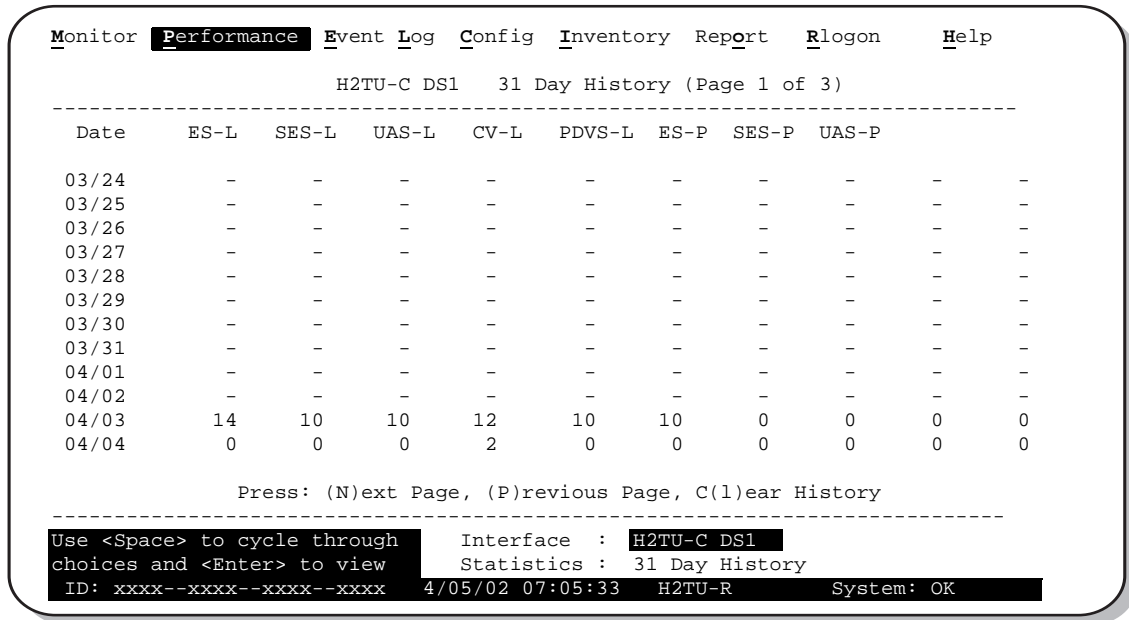 Monitor Performance Event Log Config Inventory Report Rlogon Help
H2TU-C DS1 31 Day History (Page 1 of 3)
--------------------------------------------------------------------------------
Date ES-L SES-L UAS-L CV-L PDVS-L ES-P SES-P UAS-P
03/24 - - - - - - - - - -
03/25 - - - - - - - - - -
03/26 - - - - - - - - - -
03/27 - - - - - - - - - -
03/28 - - - - - - - - - -
03/29 - - - - - - - - - -
03/30 - - - - - - - - - -
03/31 - - - - - - - - - -
04/01 - - - - - - - - - -
04/02 - - - - - - - - - -
04/03 14 10 10 12 10 10 0 0 0 0
04/04 0 0 0 2 0 0 0 0 0 0
Press: (N)ext Page, (P)revious Page, C(l)ear History
-------------------------------------------------------------------------------
Use <Space> to cycle through Interface : H2TU-C DS1
choices and <Enter> to view Statistics : 31 Day History
ID: xxxx--xxxx--xxxx--xxxx 4/05/02 07:05:33 H2TU-R System: OK